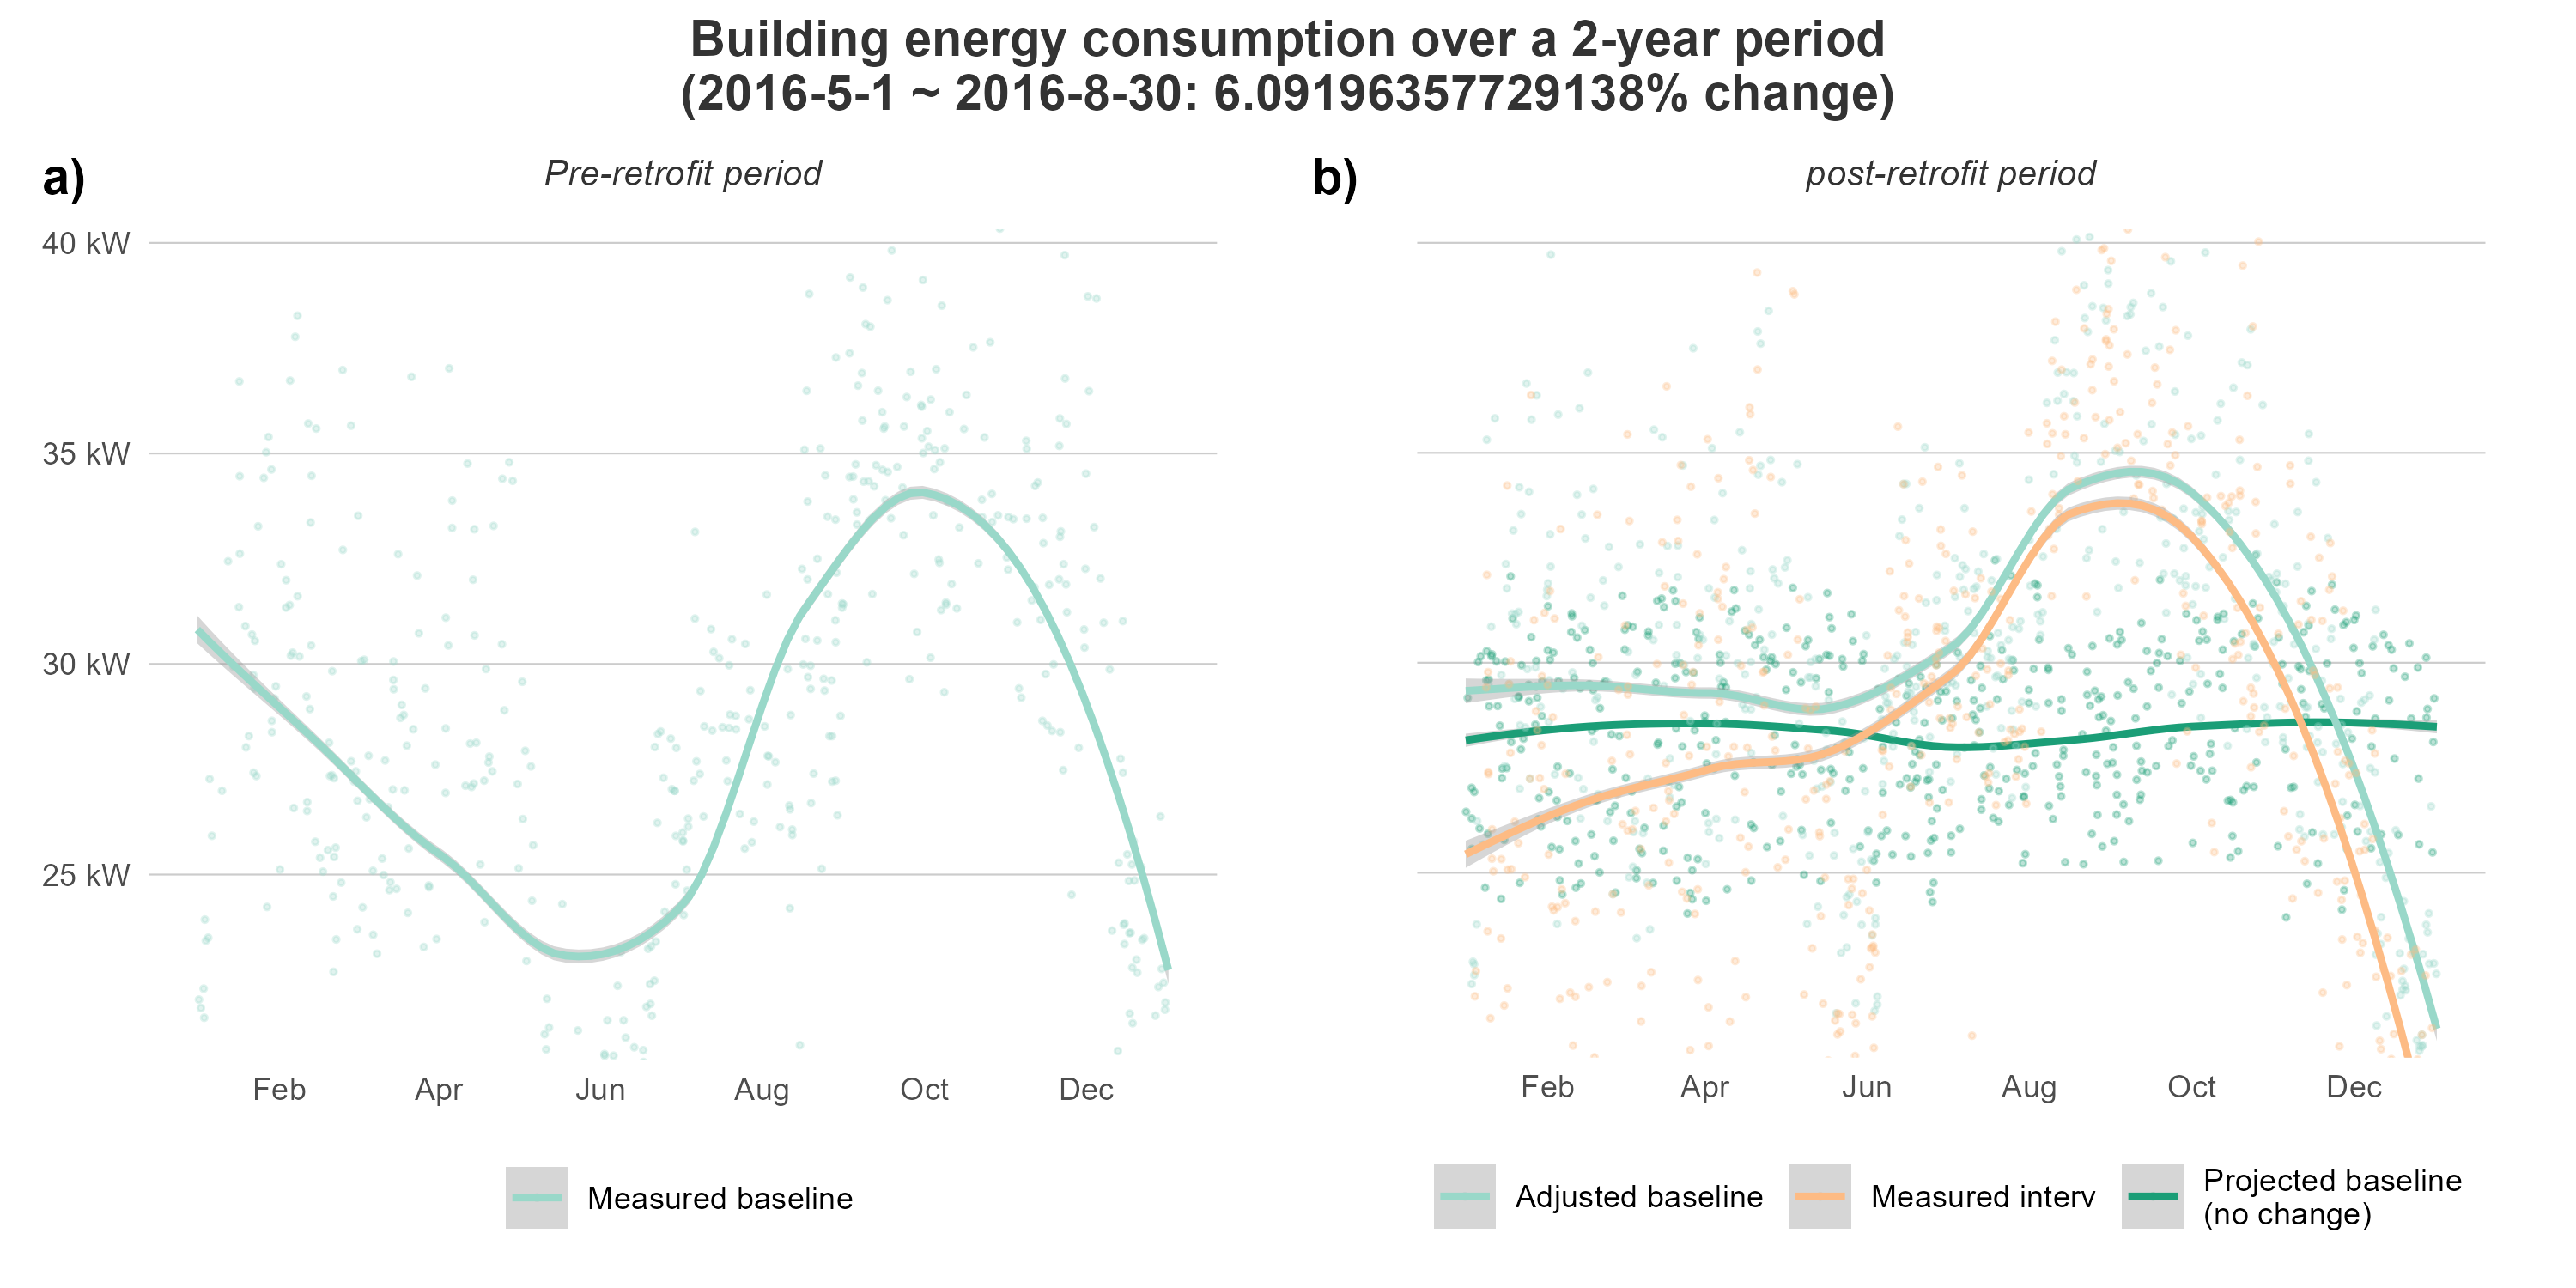 Building energy consumption over a 2-year period
(2016-5-1 ~ 2016-8-30: 6.09196357729138% change)
a)
Pre-retrofit period
40 kW
35 kW
30 kW
25 kW
Feb Apr Jun Aug Oct Dec
Measured baseline
b)
post-retrofit period
Feb Apr Jun Aug Oct Dec
Adjusted baseline
Measured interv
Projected baseline
(no change)